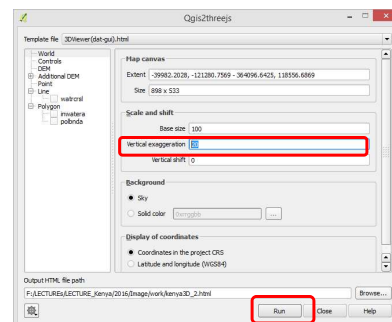 Qgis2threejs
Template file 3DViewer(dat-gui).html
World
Controls
DEM
Additional DEM
Point
Line
watrcrsl
Polygon
inwatera
polbnda
Map canvas
Extent -39982.2028, -121280.7569 - 364096.6425, 118556.6869
Size 898 x 533
Scale and shift
Base size 100
Vertical exaggeration 20
Vertical shift 0
Background
Sky
Solid color ...
Display of coordinates
Coordinates in the project CRS
Latitude and longitude (WGS84)
Output HTML file path
F:/LECTUREs/LECTURE_Kenya/2016/Image/work/kenya3D_2.html Browse...
Run Close Help